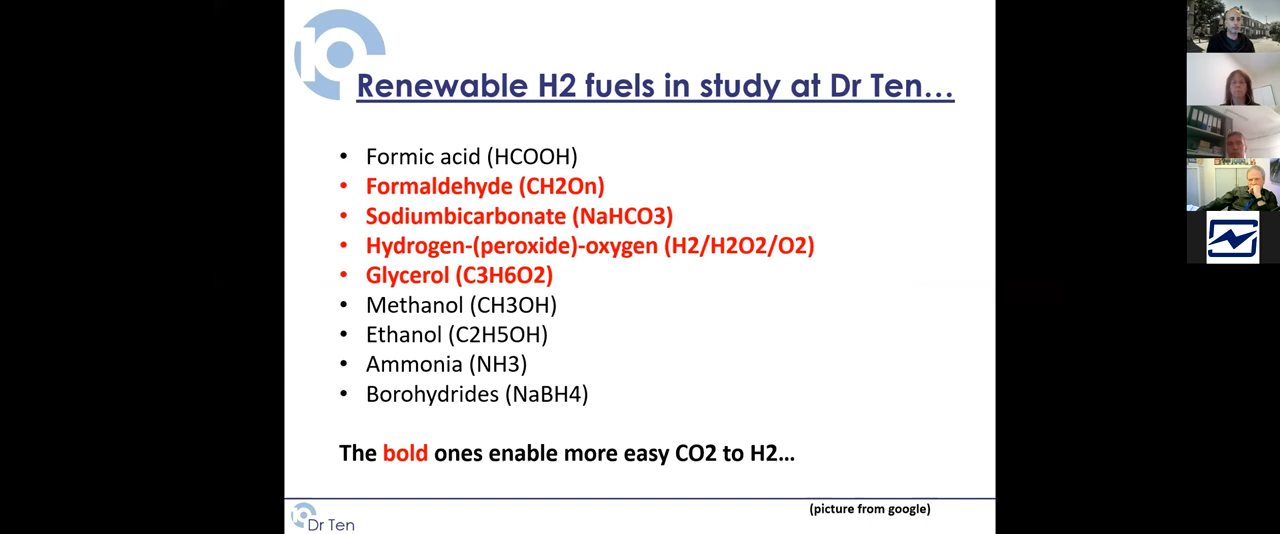 10
Renewable H2 fuels in study at Dr Ten…
• Formic acid (HCOOH)
• Formaldehyde (CH2On)
• Sodiumbicarbonate (NaHCO3)
• Hydrogen-(peroxide)-oxygen (H2/H2O2/O2)
• Glycerol (C3H6O2)
• Methanol (CH3OH)
• Ethanol (C2H5OH)
• Ammonia (NH3)
• Borohydrides (NaBH4)
The bold ones enable more easy CO2 to H2…
(picture from google)
10 Dr Ten